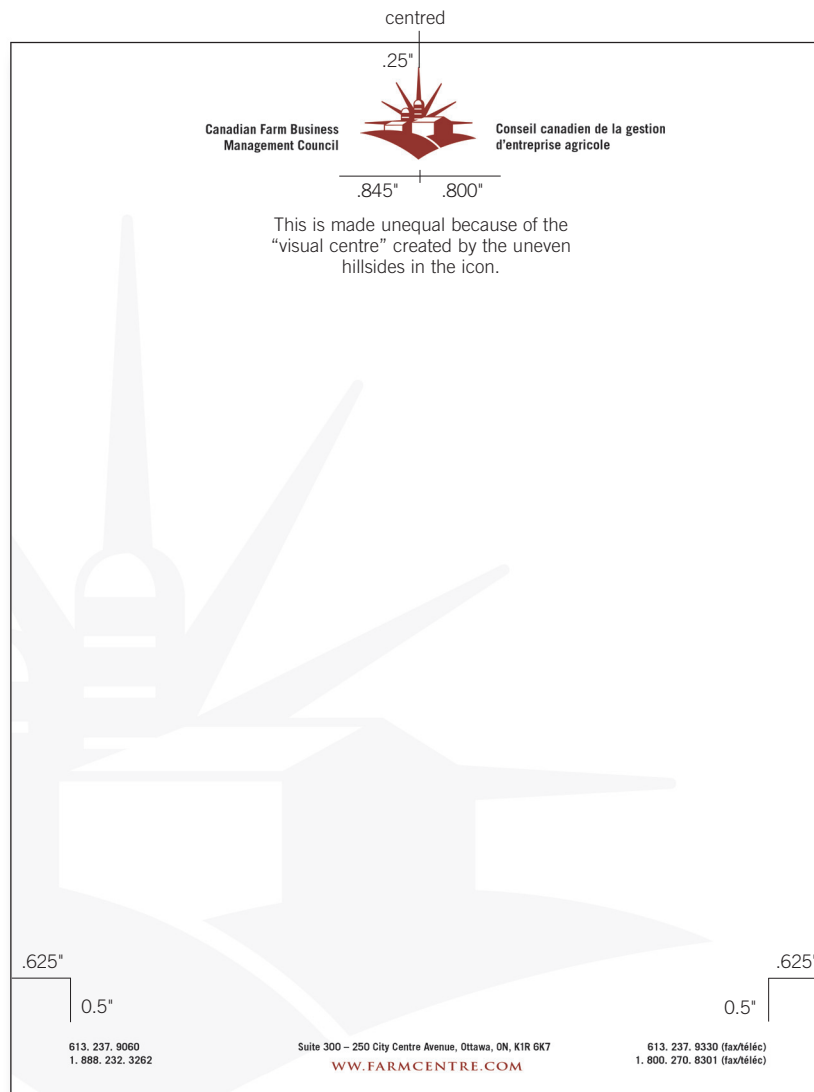 centred
.25"
Canadian Farm Business
Management Council
Conseil canadien de la gestion
d'entreprise agricole
.845"
.800"
This is made unequal because of the
“visual centre” created by the uneven
hillsides in the icon.
.625"
.625"
0.5"
0.5"
613. 237. 9060
1. 888. 232. 3262
Suite 300 – 250 City Centre Avenue, Ottawa, ON, K1R 6K7
WW.FARMCENTRE.COM
613. 237. 9330 (fax/téléc)
1. 800. 270. 8301 (fax/téléc)